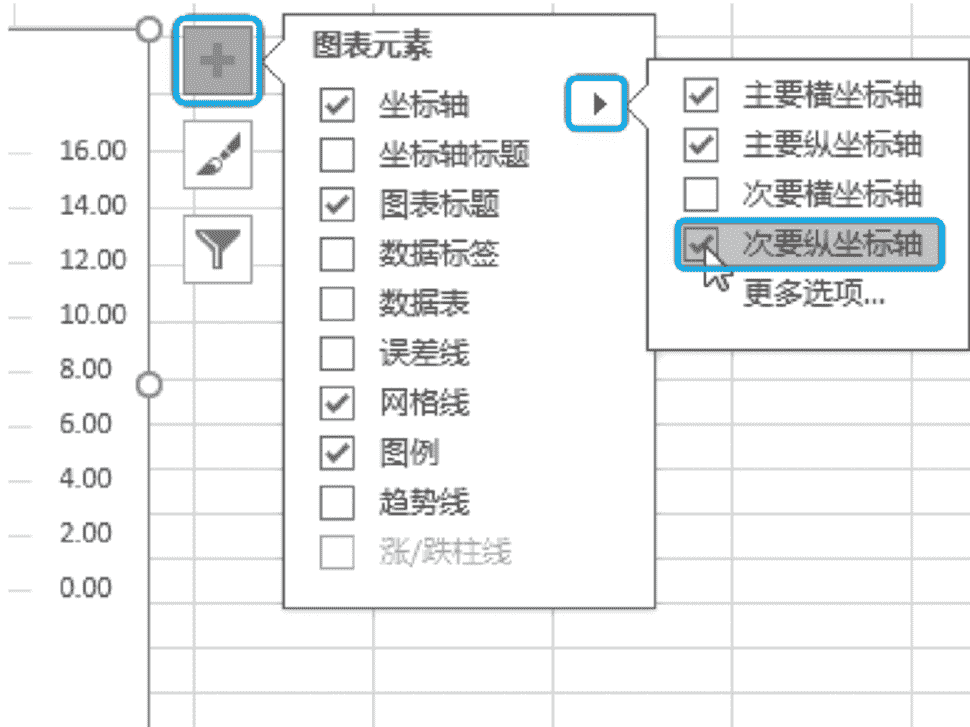 16.00
14.00
12.00
10.00
8.00
6.00
4.00
2.00
0.00
图表元素
坐标轴
坐标轴标题
图表标题
数据标签
数据表
误差线
网格线
图例
趋势线
涨/跌柱线
主要横坐标轴
主要纵坐标轴
次要横坐标轴
次要纵坐标轴
更多选项...